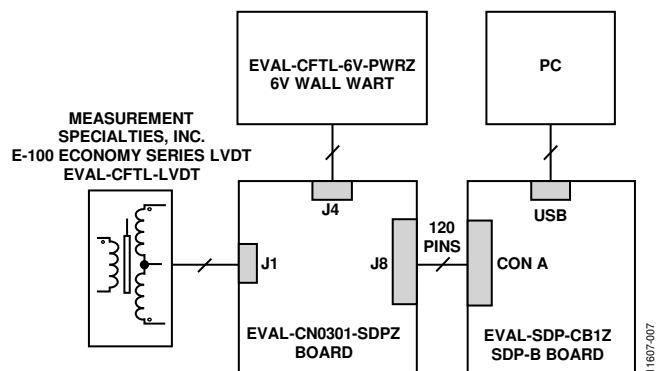 EVAL-CFTL-6V-PWRZ
6V WALL WART
PC
MEASUREMENT
SPECIALTIES, INC.
E-100 ECONOMY SERIES LVDT
EVAL-CFTL-LVDT
J4
USB
J1
J8
120
PINS
CON A
EVAL-CN0301-SDPZ
BOARD
EVAL-SDP-CB1Z
SDP-B BOARD
11607-007